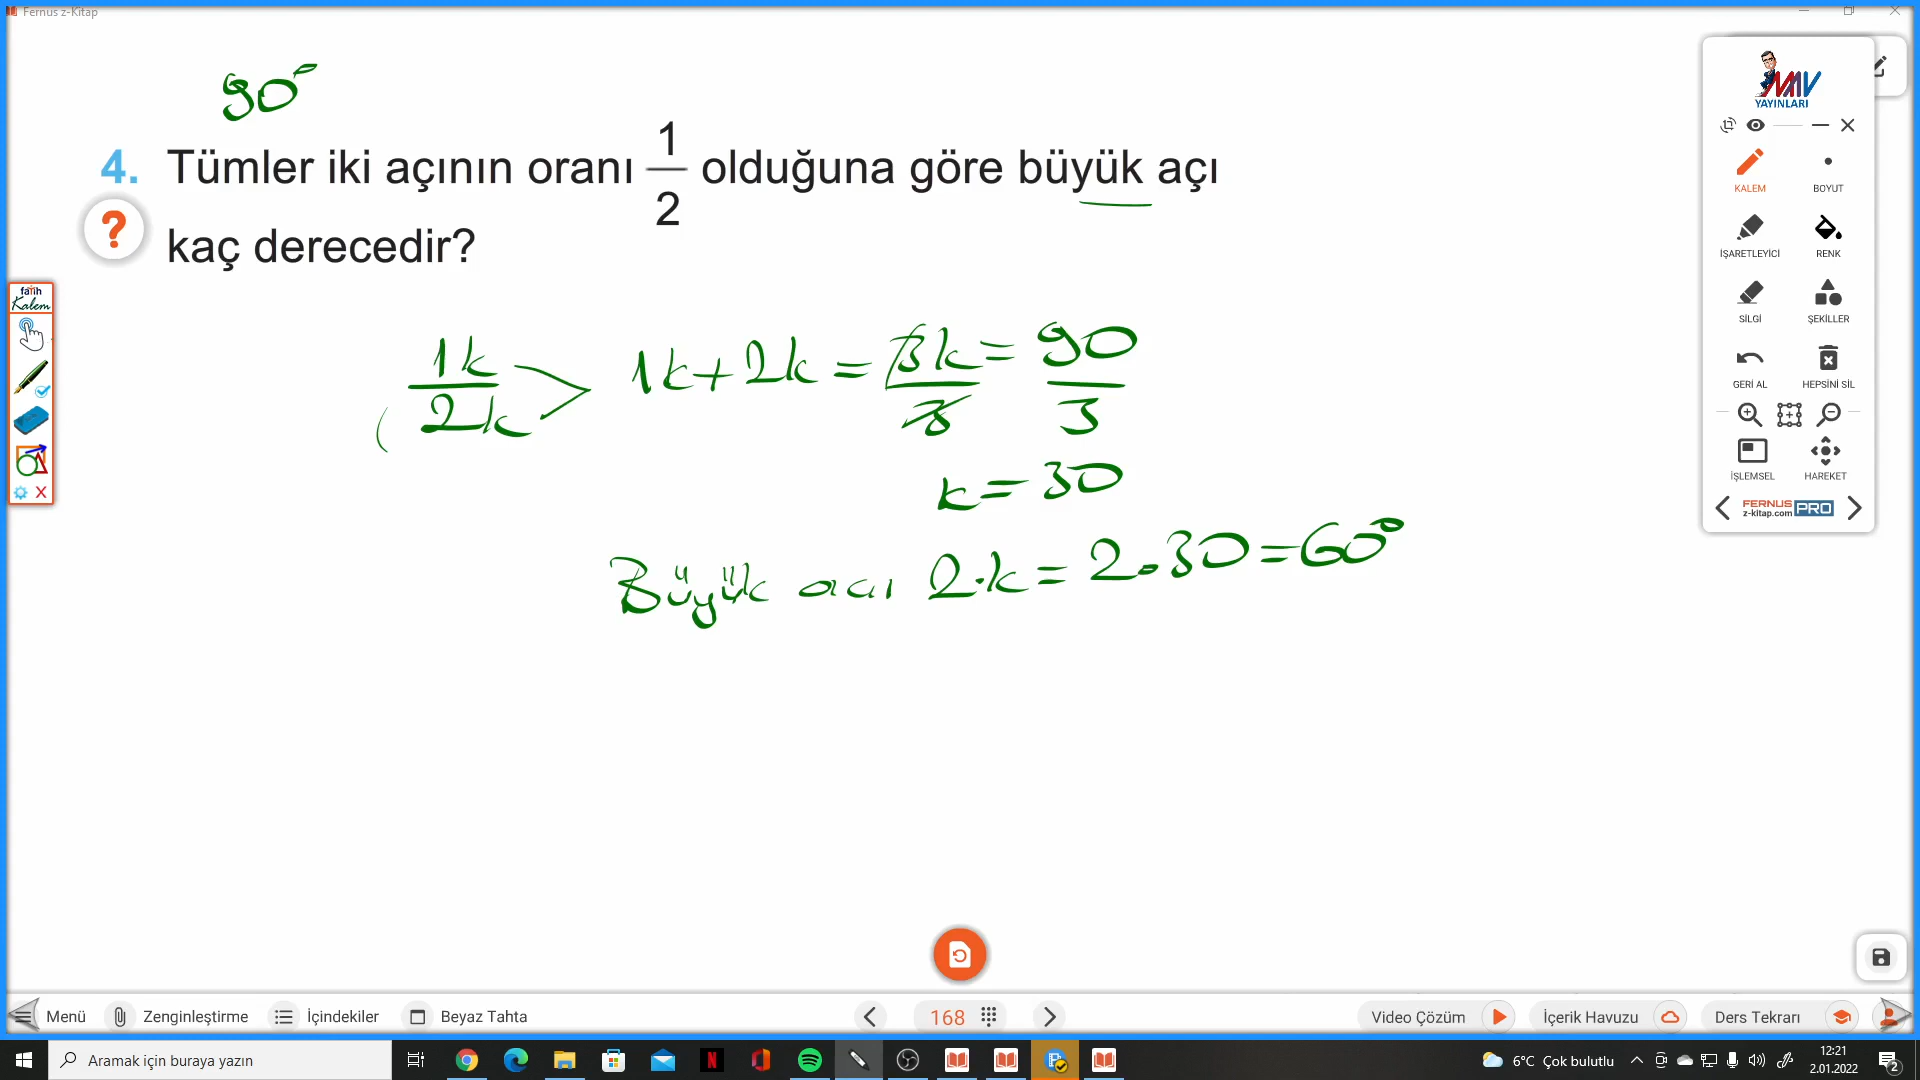 Fernus z-Kitap
90°
4. Tümler iki açının oranı 1/2 olduğuna göre büyük açı
kaç derecedir?
1k/2k > 1k+2k = 3k/3 = 90/3
k = 30
Büyük acı 2·k = 2·30 = 60°
fatih
Kalem
MAV
YAYINLARI
KALEM BOYUT
İŞARETLEYİCİ RENK
SİLGİ ŞEKİLLER
GERİ AL HEPSİNİ SİL
İŞLEMSEL HAREKET
FERNUS
z-kitap.com PRO
Menü Zenginleştirme İçindekiler Beyaz Tahta 168 Video Çözüm İçerik Havuzu Ders Tekrarı
Aramak için buraya yazın
6°C Çok bulutlu
12:21
2.01.2022
2